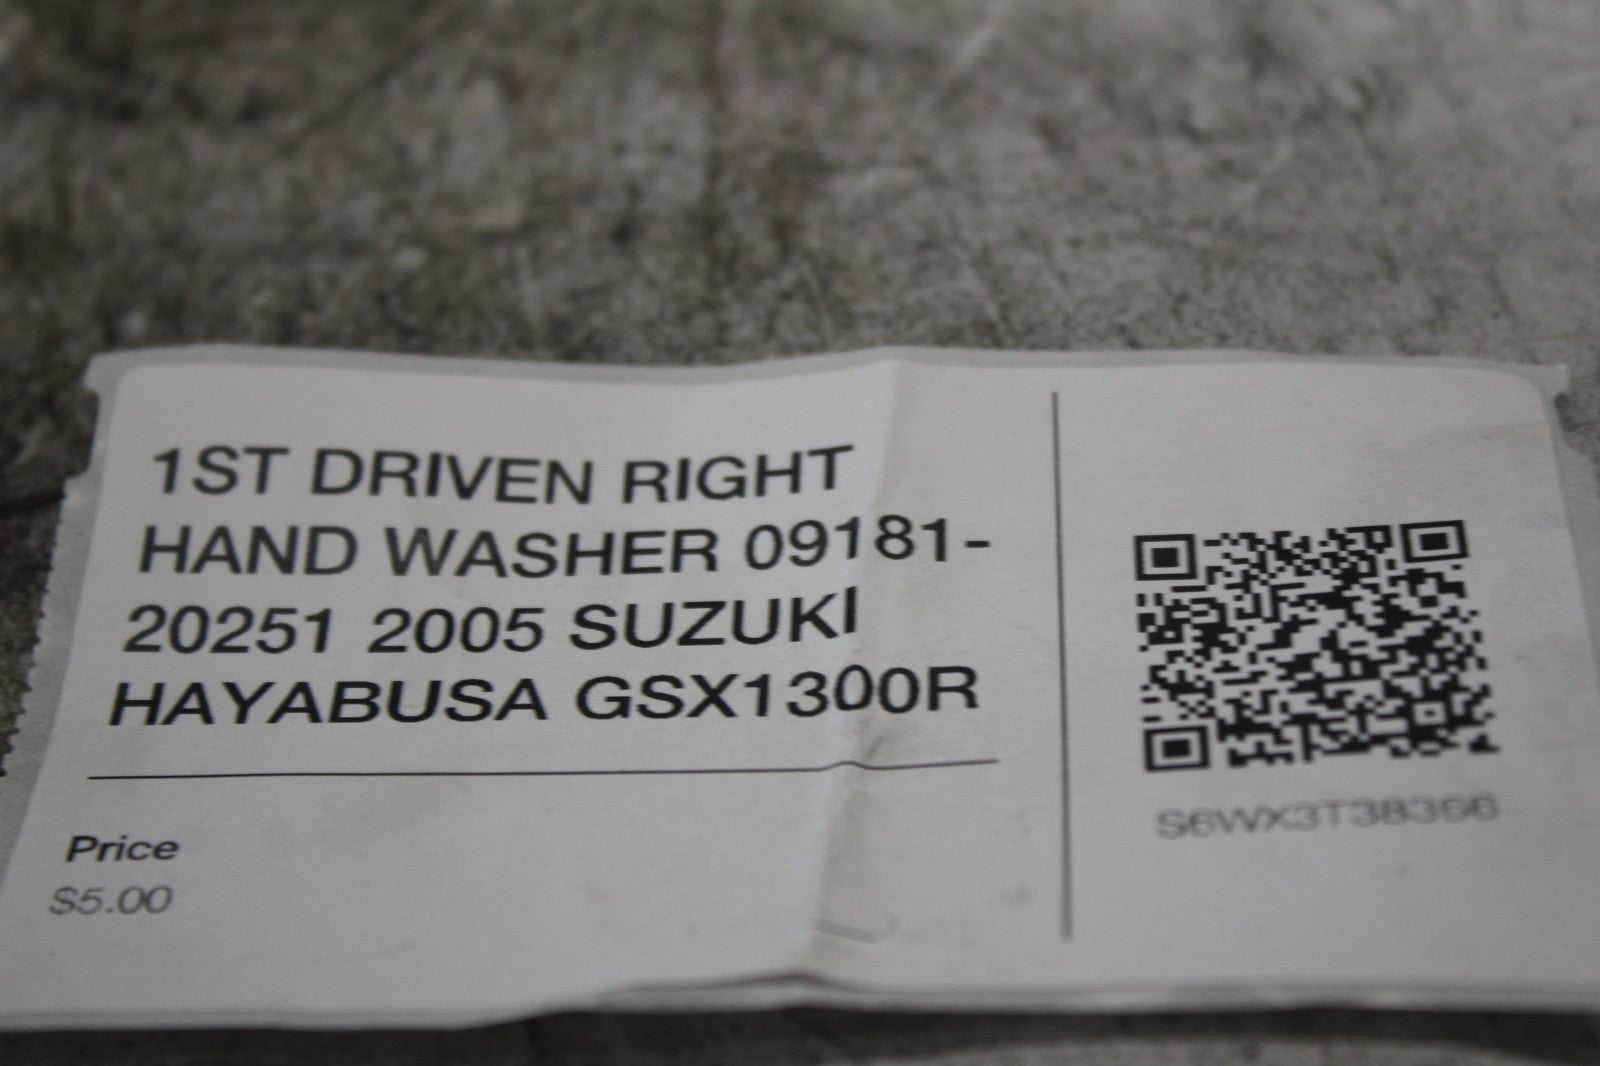 1ST DRIVEN RIGHT
HAND WASHER 09181-
20251 2005 SUZUKI
HAYABUSA GSX1300R
Price
$5.00
S6WX3T38366